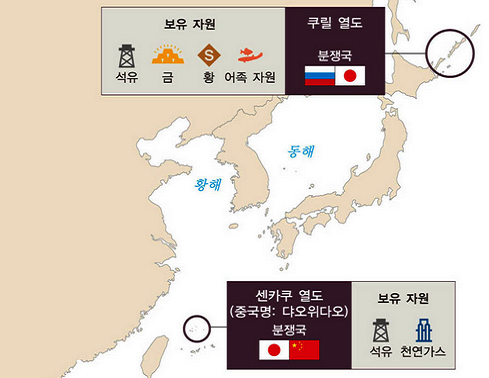 보유 자원
석유 금 황 어족 자원
S
쿠릴 열도
분쟁국
동해
황해
센카쿠 열도
(중국명: 댜오위다오)
분쟁국
보유 자원
석유 천연가스